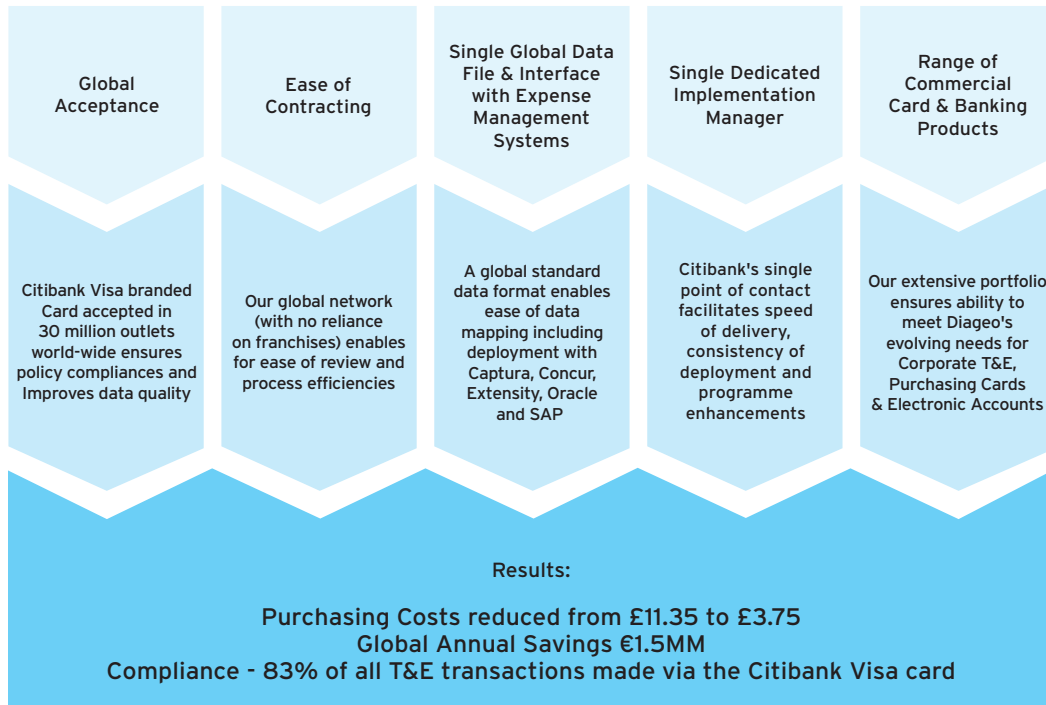 Global
Acceptance
Ease of
Contracting
Single Global Data
File & Interface
with Expense
Management
Systems
Single Dedicated
Implementation
Manager
Range of
Commercial
Card & Banking
Products
Citibank Visa branded
Card accepted in
30 million outlets
world-wide ensures
policy compliances and
Improves data quality
Our global network
(with no reliance
on franchises) enables
for ease of review and
process efficiencies
A global standard
data format enables
ease of data
mapping including
deployment with
Captura, Concur,
Extensity, Oracle
and SAP
Citibank's single
point of contact
facilitates speed
of delivery,
consistency of
deployment and
programme
enhancements
Our extensive portfolio
ensures ability to
meet Diageo's
evolving needs for
Corporate T&E,
Purchasing Cards
& Electronic Accounts
Results:
Purchasing Costs reduced from £11.35 to £3.75
Global Annual Savings €1.5MM
Compliance - 83% of all T&E transactions made via the Citibank Visa card